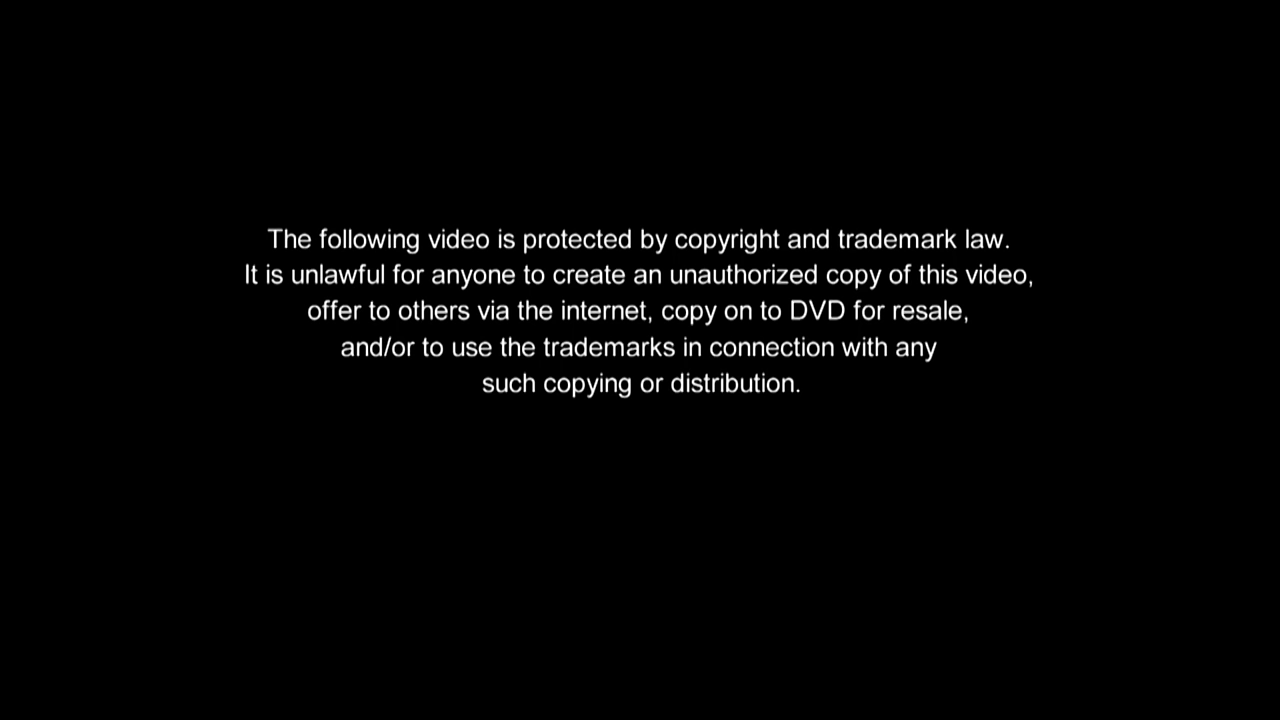 The following video is protected by copyright and trademark law.
It is unlawful for anyone to create an unauthorized copy of this video,
offer to others via the internet, copy on to DVD for resale,
and/or to use the trademarks in connection with any
such copying or distribution.